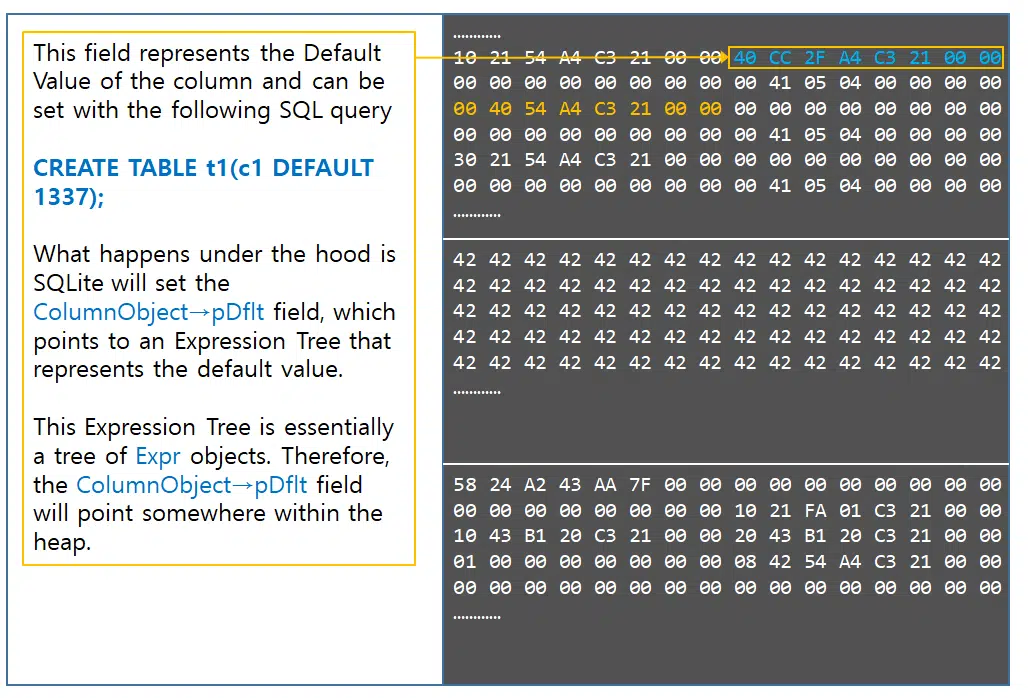 This field represents the Default
Value of the column and can be
set with the following SQL query
CREATE TABLE t1(c1 DEFAULT
1337);
What happens under the hood is
SQLite will set the
ColumnObject→pDflt field, which
points to an Expression Tree that
represents the default value.
This Expression Tree is essentially
a tree of Expr objects. Therefore,
the ColumnObject→pDflt field
will point somewhere within the
heap.
............
10 21 54 A4 C3 21 00 00 40 CC 2F A4 C3 21 00 00
00 00 00 00 00 00 00 00 00 41 05 04 00 00 00 00
00 40 54 A4 C3 21 00 00 00 00 00 00 00 00 00 00
00 00 00 00 00 00 00 00 00 41 05 04 00 00 00 00
30 21 54 A4 C3 21 00 00 00 00 00 00 00 00 00 00
00 00 00 00 00 00 00 00 00 41 05 04 00 00 00 00
............
42 42 42 42 42 42 42 42 42 42 42 42 42 42 42 42
42 42 42 42 42 42 42 42 42 42 42 42 42 42 42 42
42 42 42 42 42 42 42 42 42 42 42 42 42 42 42 42
42 42 42 42 42 42 42 42 42 42 42 42 42 42 42 42
42 42 42 42 42 42 42 42 42 42 42 42 42 42 42 42
............
58 24 A2 43 AA 7F 00 00 00 00 00 00 00 00 00 00
00 00 00 00 00 00 00 00 10 21 FA 01 C3 21 00 00
10 43 B1 20 C3 21 00 00 20 43 B1 20 C3 21 00 00
01 00 00 00 00 00 00 00 08 42 54 A4 C3 21 00 00
00 00 00 00 00 00 00 00 00 00 00 00 00 00 00 00
............